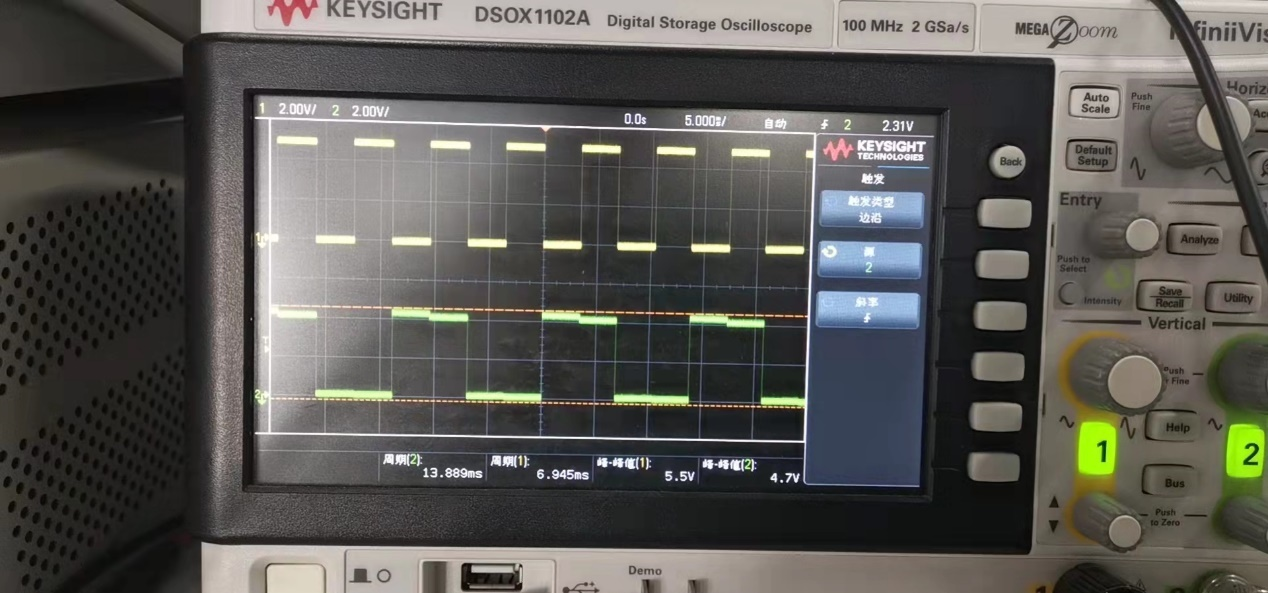 KEYSIGHT DSOX1102A Digital Storage Oscilloscope 100 MHz 2 GSa/s MEGA Zoom
1 2.00V/ 2 2.00V/ 0.0s 5.000ms/ 自动 2 2.31V
KEYSIGHT
TECHNOLOGIES
触发
触发类型
边沿
源
2
斜率
周期(2):
13.889ms
周期(1):
6.945ms
峰-峰值(1):
5.5V
峰-峰值(2):
4.7V
Auto
Scale
Default
Setup
Push
Fine
Back
Entry
Push to
Select
Intensity
Analyze
Save
Recall
Utility
Vertical
Push
Fine
Help
1
2
Bus
Push
to Zero
Demo